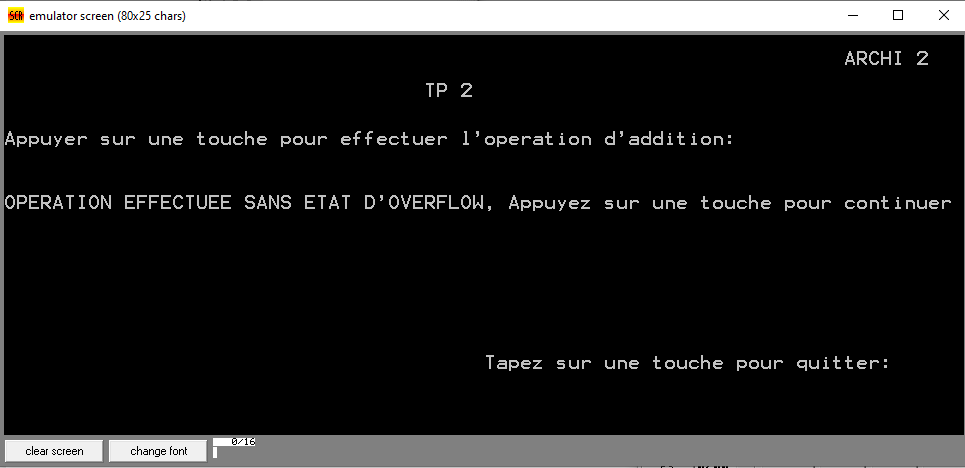 SCR emulator screen (80x25 chars)
ARCHI 2
TP 2
Appuyer sur une touche pour effectuer l'operation d'addition:
OPERATION EFFECTUEE SANS ETAT D'OVERFLOW, Appuyez sur une touche pour continuer
Tapez sur une touche pour quitter:
clear screen change font 0/16